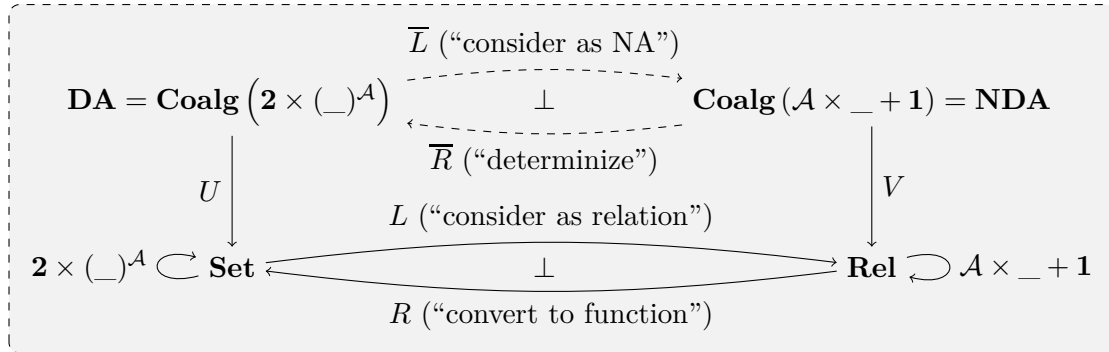 L̅ (“consider as NA”)
DA = Coalg (2 × (_)^𝒜) ⊥ Coalg (𝒜 × _ + 1) = NDA
R̅ (“determinize”)
U V
L (“consider as relation”)
2 × (_)^𝒜 Set ⊥ Rel 𝒜 × _ + 1
R (“convert to function”)